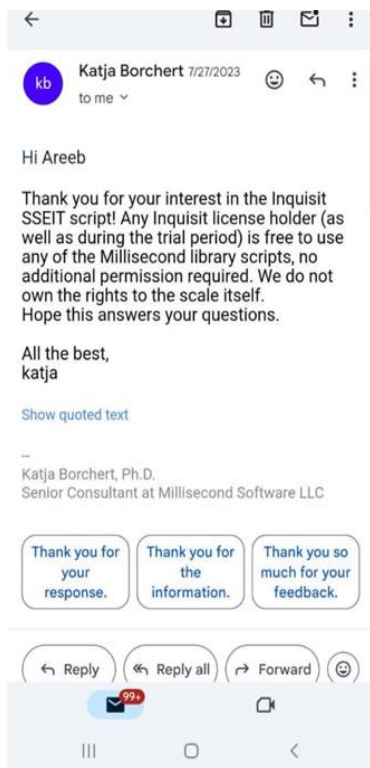 kb
Katja Borchert 7/27/2023
to me
Hi Areeb
Thank you for your interest in the Inquisit
SSEIT script! Any Inquisit license holder (as
well as during the trial period) is free to use
any of the Millisecond library scripts, no
additional permission required. We do not
own the rights to the scale itself.
Hope this answers your questions.
All the best,
katja
Show quoted text
--
Katja Borchert, Ph.D.
Senior Consultant at Millisecond Software LLC
Thank you for
your
response.
Thank you for
the
information.
Thank you so
much for your
feedback.
Reply
Reply all
Forward
99+